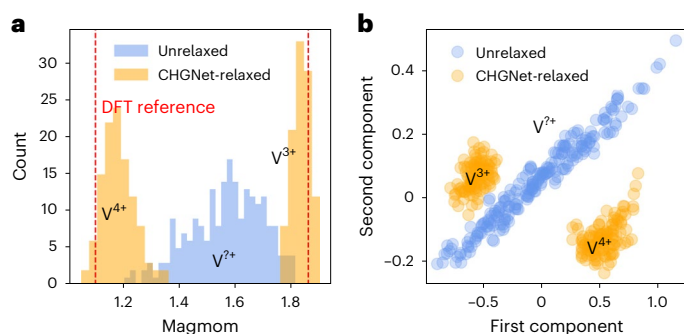 a
Unrelaxed
CHGNet-relaxed
DFT reference
V³⁺
V⁴⁺
V?⁺
Count
30
25
20
15
10
5
0
1.2 1.4 1.6 1.8
Magmom
b
Unrelaxed
CHGNet-relaxed
V?⁺
V³⁺
V⁴⁺
Second component
0.4
0.2
0
−0.2
−0.5 0 0.5 1.0
First component